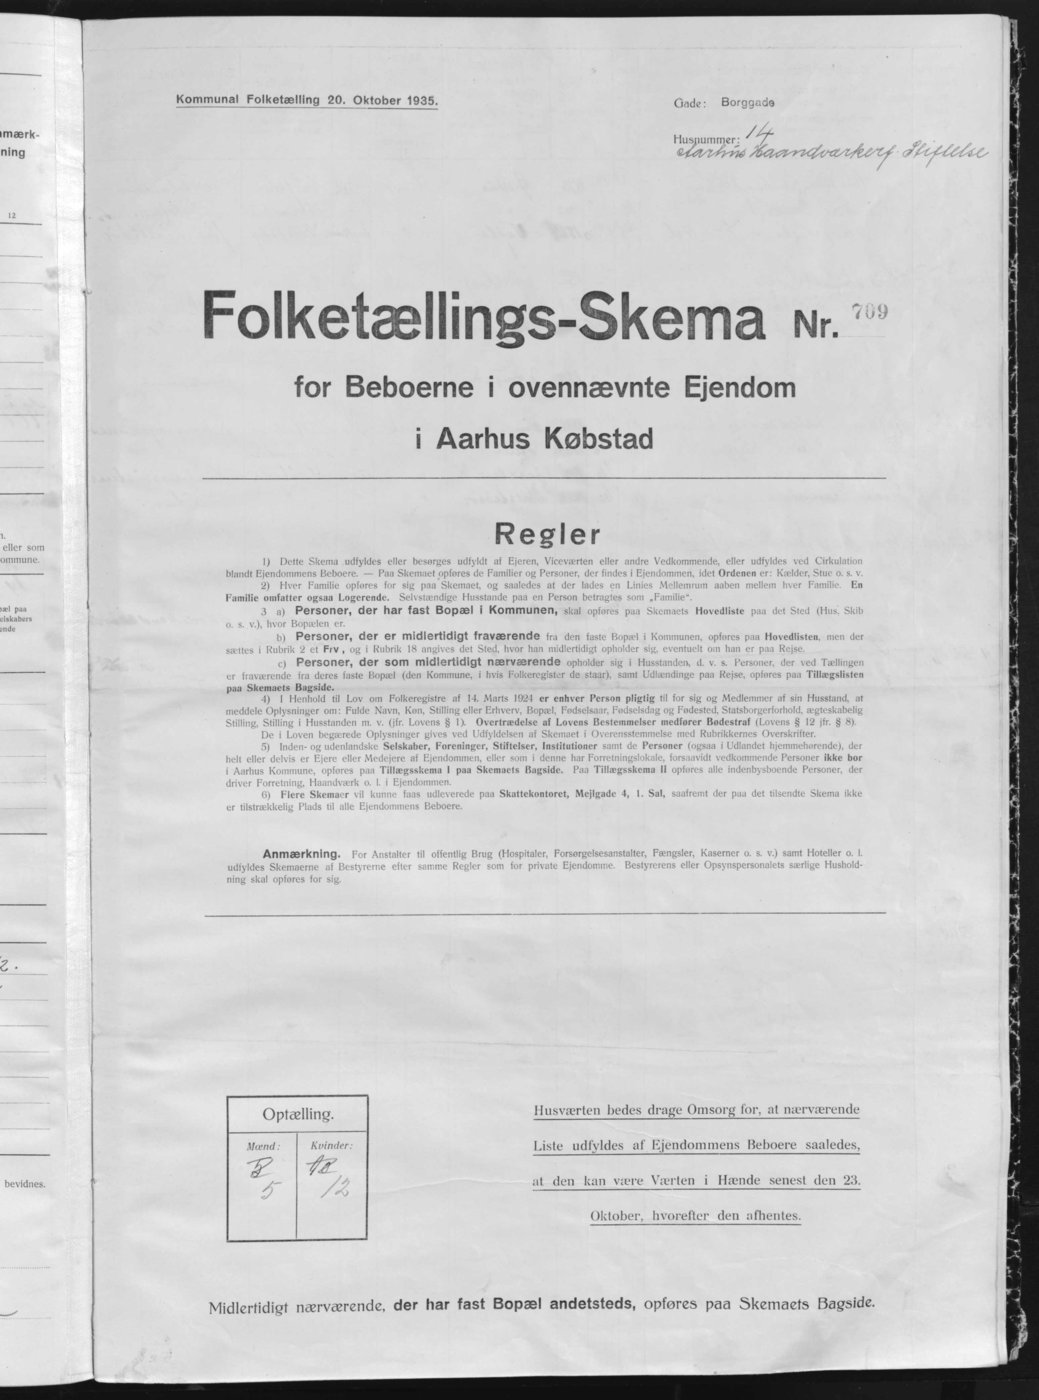 mærk-
ning
12
n.
eller som
ommune.
pæl paa
elskabers
ende
2.
bevidnes.
Kommunal Folketælling 20. Oktober 1935.
Gade: Borggade
Husnummer: 14
Aarhus Haandværkerf. Stiftelse
Folketællings-Skema Nr. 709
for Beboerne i ovennævnte Ejendom
i Aarhus Købstad
Regler
1) Dette Skema udfyldes eller besørges udfyldt af Ejeren, Viceværten eller andre Vedkommende, eller udfyldes ved Cirkulation
blandt Ejendommens Beboere. — Paa Skemaet opføres de Familier og Personer, der findes i Ejendommen, idet Ordenen er: Kælder, Stue o. s. v.
2) Hver Familie opføres for sig paa Skemaet, og saaledes at der lades en Linies Mellemrum aaben mellem hver Familie. En
Familie omfatter ogsaa Logerende. Selvstændige Husstande paa en Person betragtes som „Familie“.
3 a) Personer, der har fast Bopæl i Kommunen, skal opføres paa Skemaets Hovedliste paa det Sted (Hus, Skib
o. s. v.), hvor Bopælen er.
b) Personer, der er midlertidigt fraværende fra den faste Bopæl i Kommunen, opføres paa Hovedlisten, men der
sættes i Rubrik 2 et Frv, og i Rubrik 18 angives det Sted, hvor han midlertidigt opholder sig, eventuelt om han er paa Rejse.
c) Personer, der som midlertidigt nærværende opholder sig i Husstanden, d. v. s. Personer, der ved Tællingen
er fraværende fra deres faste Bopæl (den Kommune, i hvis Folkeregister de staar), samt Udlændinge paa Rejse, opføres paa Tillægslisten
paa Skemaets Bagside.
4) I Henhold til Lov om Folkeregistre af 14. Marts 1924 er enhver Person pligtig til for sig og Medlemmer af sin Husstand, at
meddele Oplysninger om: Fulde Navn, Køn, Stilling eller Erhverv, Bopæl, Fødselsaar, Fødselsdag og Fødested, Statsborgerforhold, ægteskabelig
Stilling, Stilling i Husstanden m. v. (jfr. Lovens § 1). Overtrædelse af Lovens Bestemmelser medfører Bødestraf (Lovens § 12 jfr. § 8).
De i Loven begærede Oplysninger gives ved Udfyldelsen af Skemaet i Overensstemmelse med Rubrikkernes Overskrifter.
5) Inden- og udenlandske Selskaber, Foreninger, Stiftelser, Institutioner samt de Personer (ogsaa i Udlandet hjemmehørende), der
helt eller delvis er Ejere eller Medejere af Ejendommen, eller som i denne har Forretningslokale, forsaavidt vedkommende Personer ikke bor
i Aarhus Kommune, opføres paa Tillægsskema I paa Skemaets Bagside. Paa Tillægsskema II opføres alle indenbysboende Personer, der
driver Forretning, Haandværk o. l. i Ejendommen.
6) Flere Skemaer vil kunne faas udleverede paa Skattekontoret, Mejlgade 4, 1. Sal, saafremt der paa det tilsendte Skema ikke
er tilstrækkelig Plads til alle Ejendommens Beboere.
Anmærkning. For Anstalter til offentlig Brug (Hospitaler, Forsørgelsesanstalter, Fængsler, Kaserner o. s. v.) samt Hoteller o. l.
udfyldes Skemaerne af Bestyrerne efter samme Regler som for private Ejendomme. Bestyrerens eller Opsynspersonalets særlige Hushold-
ning skal opføres for sig.
Optælling.
Mænd: Kvinder:
5 12
Husværten bedes drage Omsorg for, at nærværende
Liste udfyldes af Ejendommens Beboere saaledes,
at den kan være Værten i Hænde senest den 23.
Oktober, hvorefter den afhentes.
Midlertidigt nærværende, der har fast Bopæl andetsteds, opføres paa Skemaets Bagside.